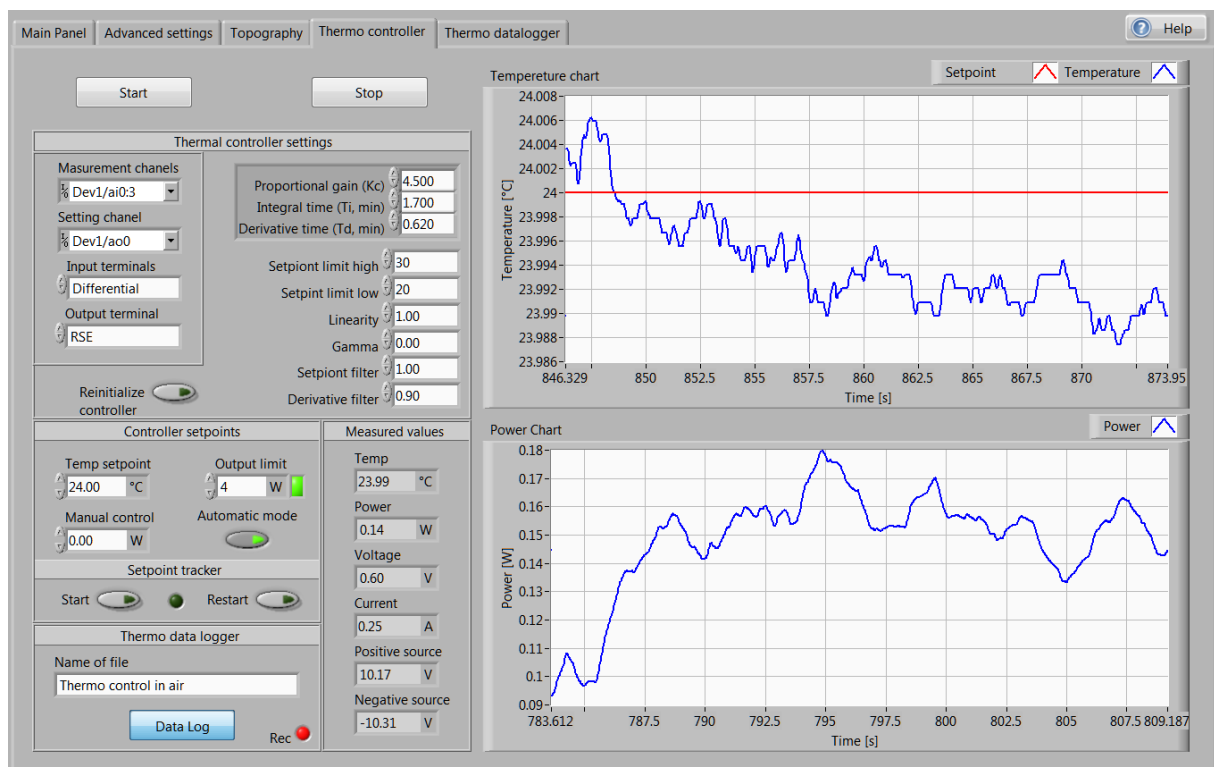 Main Panel Advanced settings Topography Thermo controller Thermo datalogger Help
Start Stop
Thermal controller settings
Masurement chanels
Dev1/ai0:3
Setting chanel
Dev1/ao0
Input terminals
Differential
Output terminal
RSE
Reinitialize
controller
Proportional gain (Kc) 4.500
Integral time (Ti, min) 1.700
Derivative time (Td, min) 0.620
Setpiont limit high 30
Setpint limit low 20
Linearity 1.00
Gamma 0.00
Setpiont filter 1.00
Derivative filter 0.90
Controller setpoints
Temp setpoint Output limit
24.00 °C 4 W
Manual control Automatic mode
0.00 W
Setpoint tracker
Start Restart
Thermo data logger
Name of file
Thermo control in air
Data Log
Rec
Measured values
Temp
23.99 °C
Power
0.14 W
Voltage
0.60 V
Current
0.25 A
Positive source
10.17 V
Negative source
-10.31 V
Tempereture chart
Setpoint Temperature
24.008
24.006
24.004
24.002
24
23.998
23.996
23.994
23.992
23.99
23.988
23.986
Temperature [°C]
846.329 850 852.5 855 857.5 860 862.5 865 867.5 870 873.95
Time [s]
Power Chart
Power
0.18
0.17
0.16
0.15
0.14
0.13
0.12
0.11
0.1
0.09
Power [W]
783.612 787.5 790 792.5 795 797.5 800 802.5 805 807.5 809.187
Time [s]